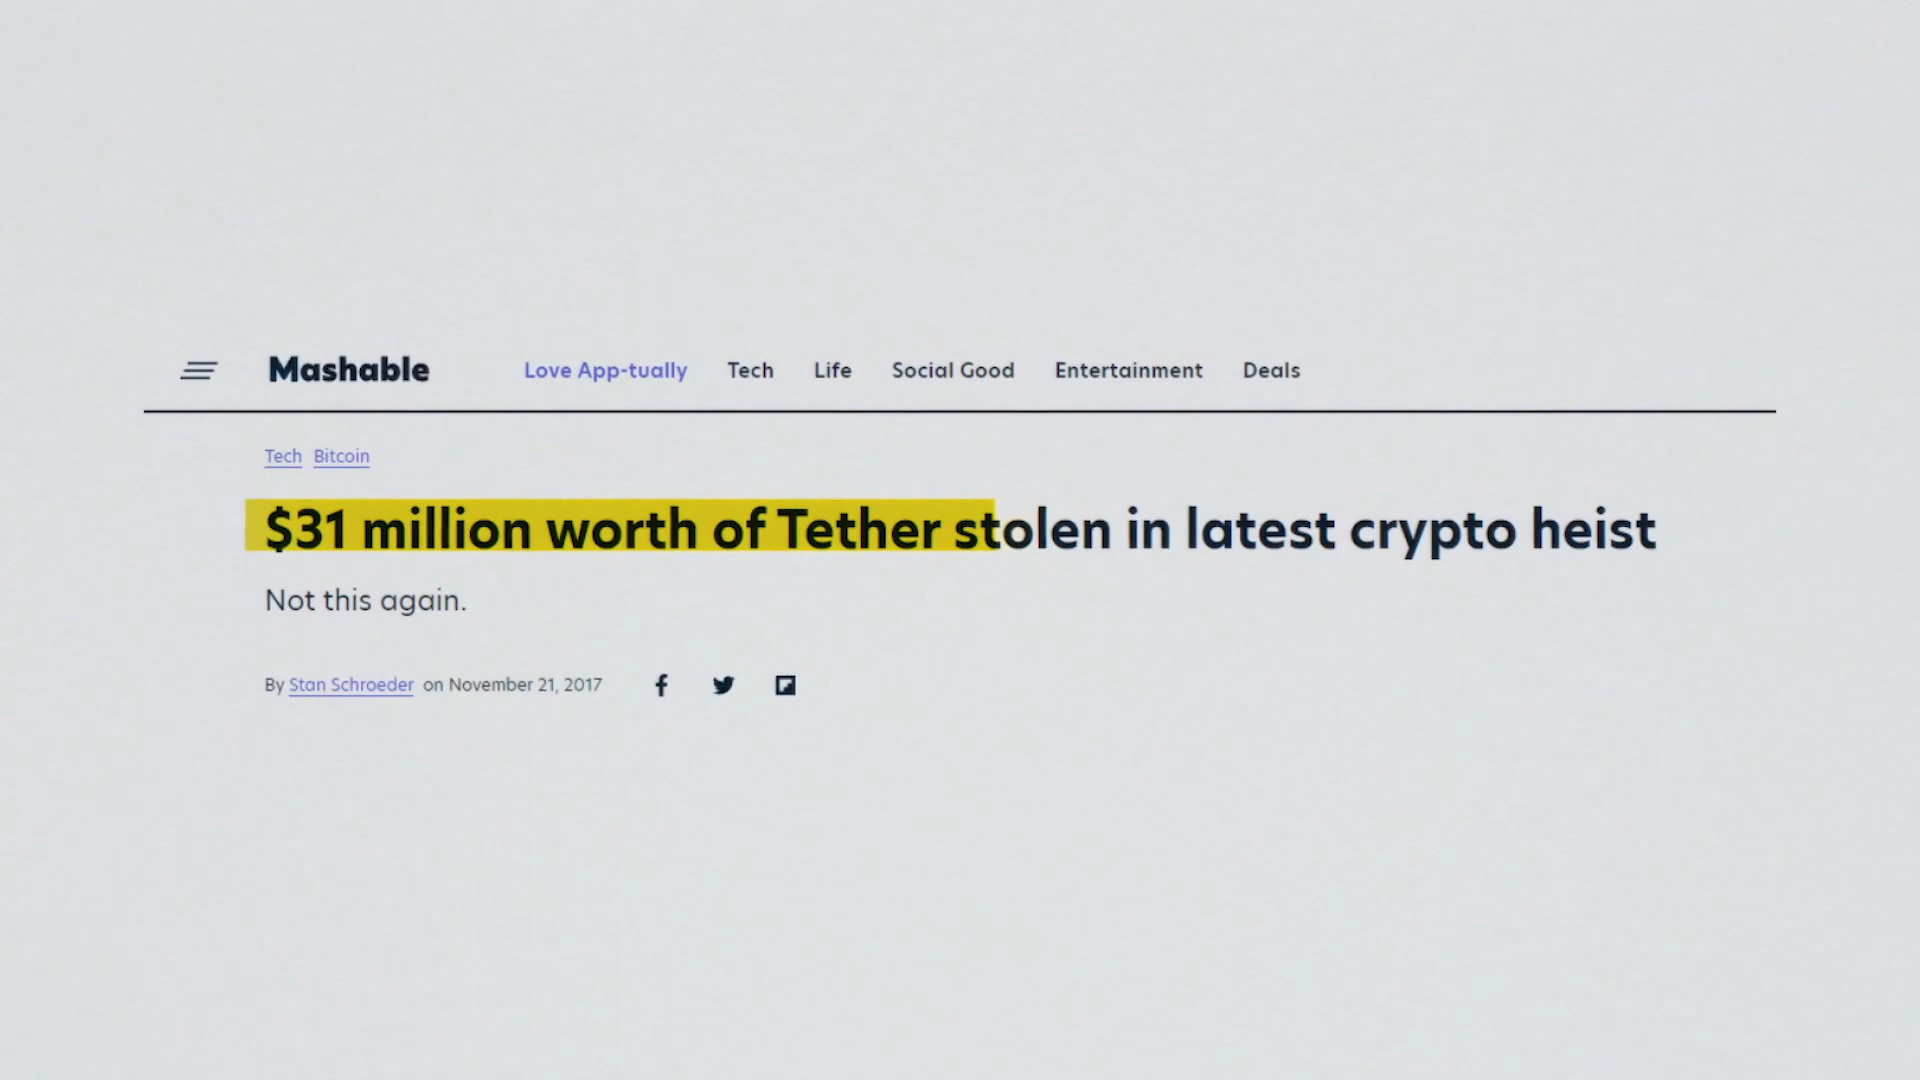 Mashable Love App-tually Tech Life Social Good Entertainment Deals
Tech Bitcoin
$31 million worth of Tether stolen in latest crypto heist
Not this again.
By Stan Schroeder on November 21, 2017